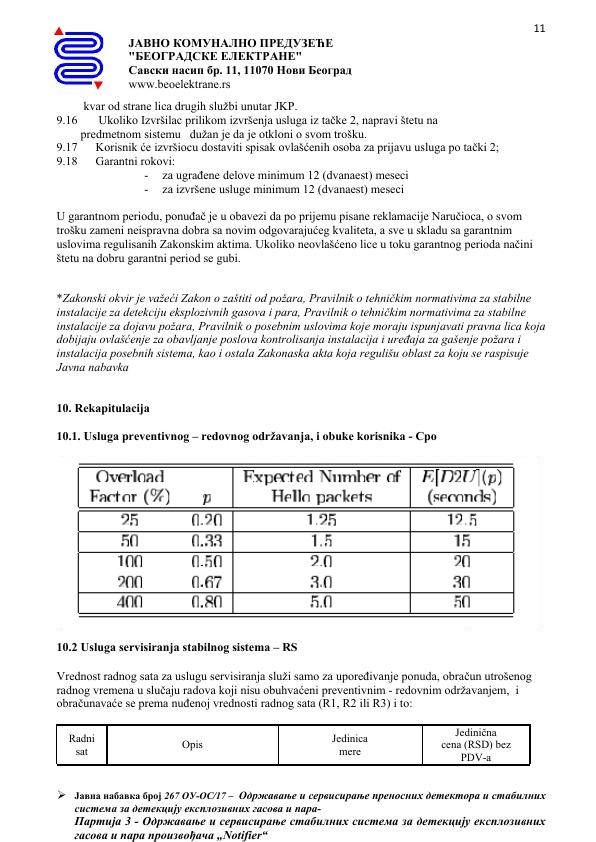 11
ЈАВНО КОМУНАЛНО ПРЕДУЗЕЋЕ
"БЕОГРАДСКЕ ЕЛЕКТРАНЕ"
Савски насип бр. 11, 11070 Нови Београд
www.beoelektrane.rs
kvar od strane lica drugih službi unutar JKP.
9.16 Ukoliko Izvršilac prilikom izvršenja usluga iz tačke 2, napravi štetu na
predmetnom sistemu dužan je da je otkloni o svom trošku.
9.17 Korisnik će izvršiocu dostaviti spisak ovlašćenih osoba za prijavu usluga po tački 2;
9.18 Garantni rokovi:
- za ugrađene delove minimum 12 (dvanaest) meseci
- za izvršene usluge minimum 12 (dvanaest) meseci
U garantnom periodu, ponuđač je u obavezi da po prijemu pisane reklamacije Naručioca, o svom
trošku zameni neispravna dobra sa novim odgovarajućeg kvaliteta, a sve u skladu sa garantnim
uslovima regulisanih Zakonskim aktima. Ukoliko neovlašćeno lice u toku garantnog perioda načini
štetu na dobru garantni period se gubi.
*Zakonski okvir je važeći Zakon o zaštiti od požara, Pravilnik o tehničkim normativima za stabilne
instalacije za detekciju eksplozivnih gasova i para, Pravilnik o tehničkim normativima za stabilne
instalacije za dojavu požara, Pravilnik o posebnim uslovima koje moraju ispunjavati pravna lica koja
dobijaju ovlašćenje za obavljanje poslova kontrolisanja instalacija i uređaja za gašenje požara i
instalacija posebnih sistema, kao i ostala Zakonaska akta koja regulišu oblast za koju se raspisuje
Javna nabavka
10. Rekapitulacija
10.1. Usluga preventivnog – redovnog održavanja, i obuke korisnika - Cpo
Overload Expected Number of E[D2U](p)
Factor (%) p Hello packets (seconds)
25 0.20 1.25 12.5
50 0.33 1.5 15
100 0.50 2.0 20
200 0.67 3.0 30
400 0.80 5.0 50
10.2 Usluga servisiranja stabilnog sistema – RS
Vrednost radnog sata za uslugu servisiranja služi samo za upoređivanje ponuda, obračun utrošenog
radnog vremena u slučaju radova koji nisu obuhvaćeni preventivnim - redovnim održavanjem, i
obračunavaće se prema nuđenoj vrednosti radnog sata (R1, R2 ili R3) i to:
Radni Jedinica Jedinična
sat Opis mere cena (RSD) bez
PDV-a
➢ Јавна набавка број 267 ОУ-ОС/17 – Одржавање и сервисирање преносних детектора и стабилних
система за детекцију експлозивних гасова и пара-
Партија 3 - Одржавање и сервисирање стабилних система за детекцију експлозивних
гасова и пара произвођача „Notifier“